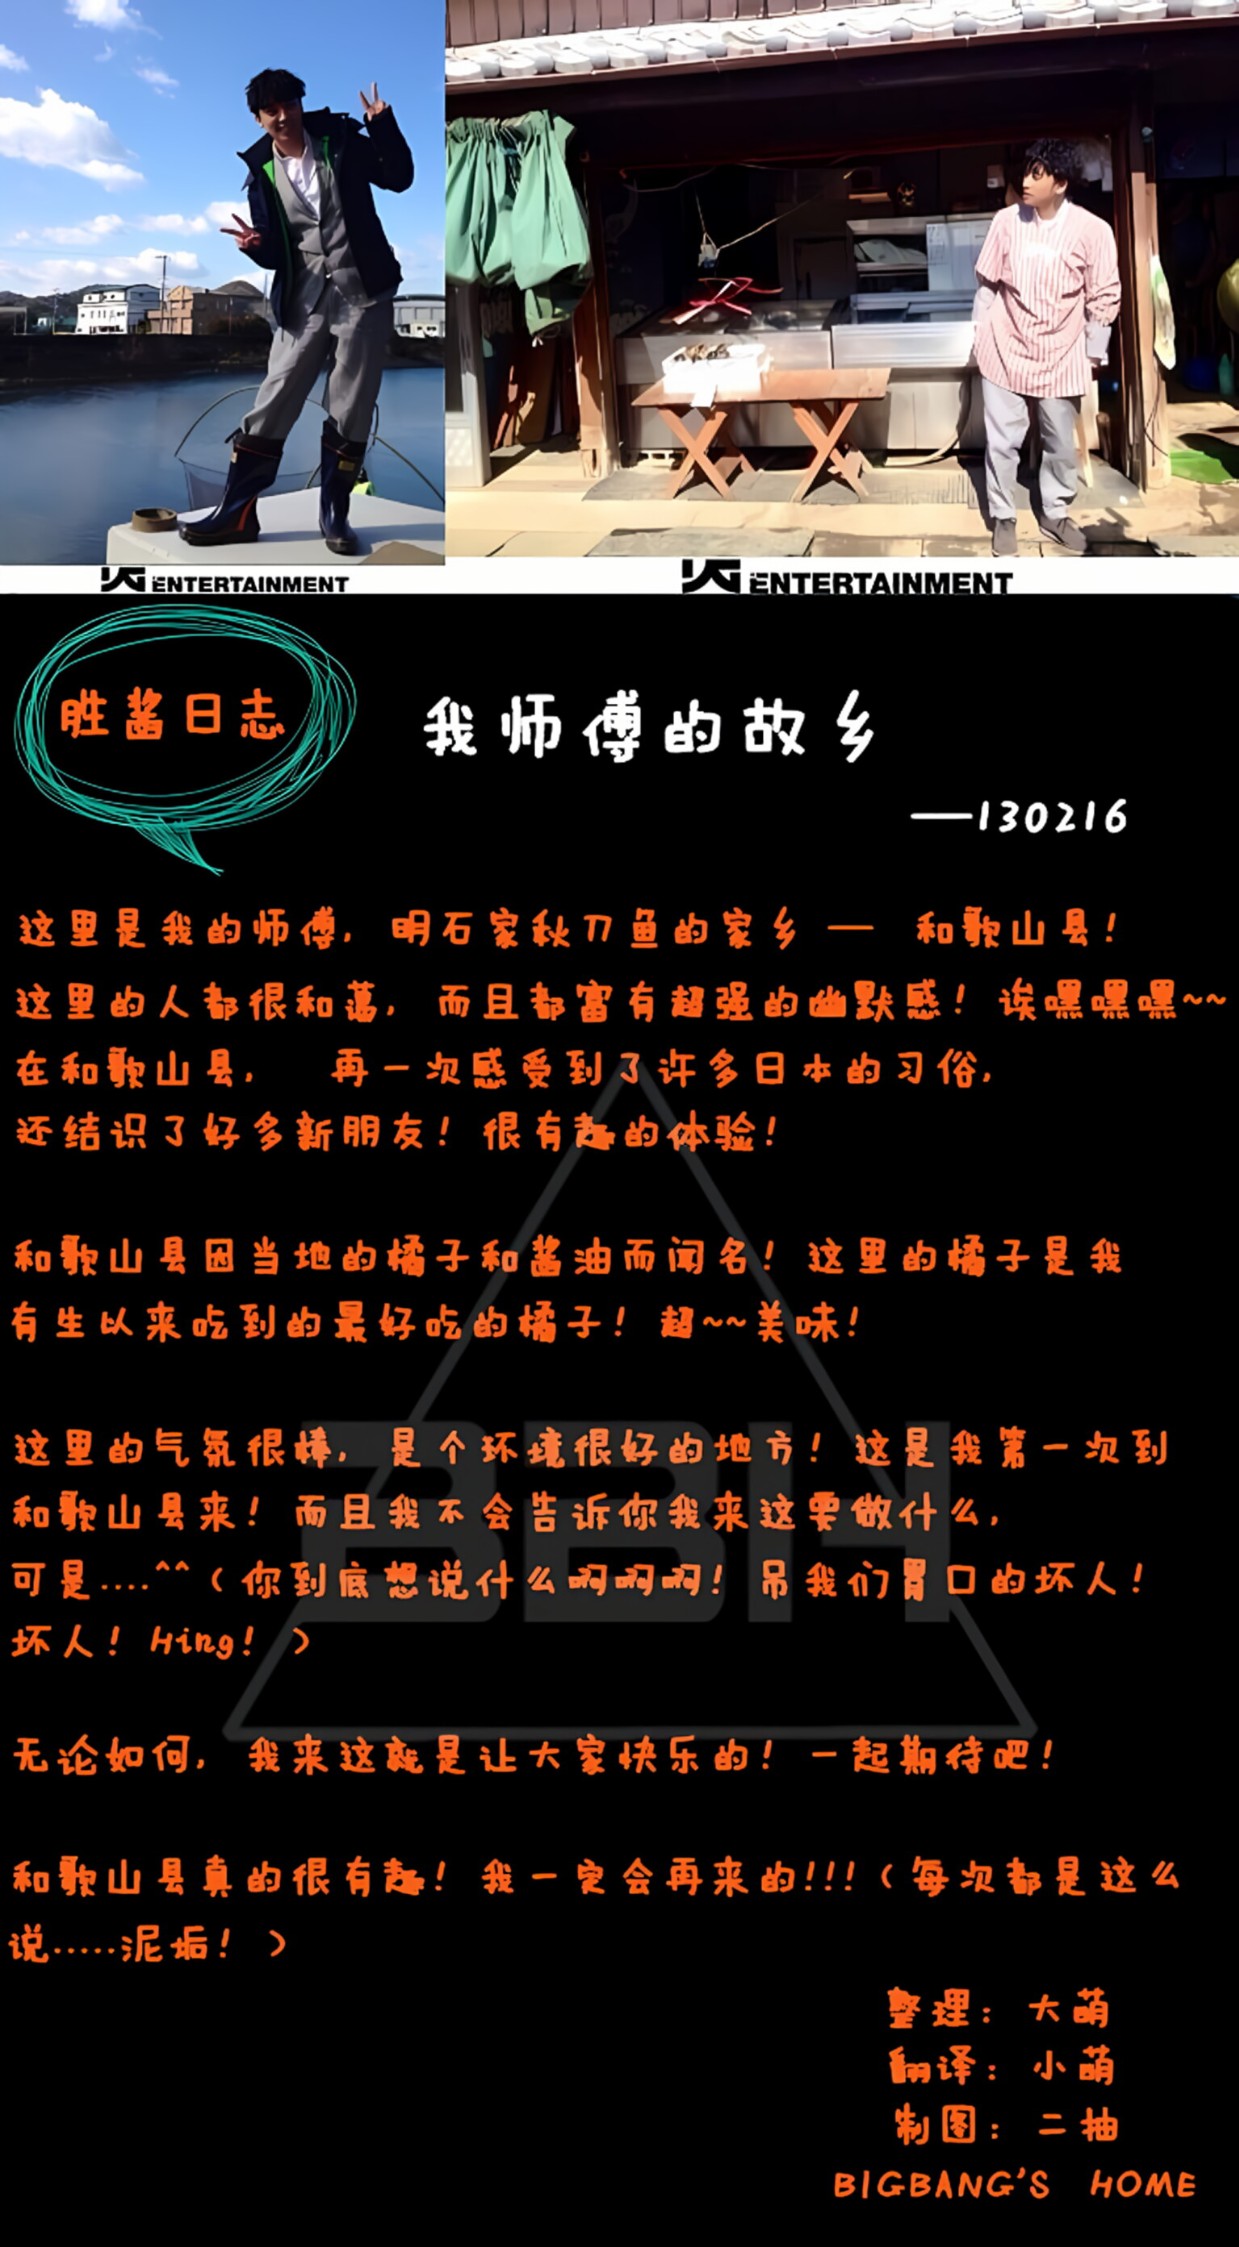 YG ENTERTAINMENT
YG ENTERTAINMENT
胜酱日志
我师傅的故乡
——130216
这里是我的师傅，明石家秋刀鱼的家乡 — 和歌山县！
这里的人都很和蔼，而且都富有超强的幽默感！诶嘿嘿嘿~~
在和歌山县， 再一次感受到了许多日本的习俗，
还结识了好多新朋友！很有趣的体验！
和歌山县因当地的橘子和酱油而闻名！这里的橘子是我
有生以来吃到的最好吃的橘子！超~~美味！
这里的气氛很棒，是个环境很好的地方！这是我第一次到
和歌山县来！而且我不会告诉你我来这要做什么，
可是....^^（你到底想说什么啊啊啊！吊我们胃口的坏人！
坏人！Hing！）
无论如何，我来这就是让大家快乐的！一起期待吧！
和歌山县真的很有趣！我一定会再来的!!!（每次都是这么
说.....泥垢！）
整理：大萌
翻译：小萌
制图：二抽
BIGBANG'S HOME
BBH